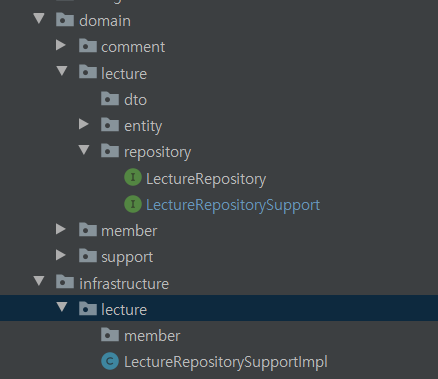 domain
comment
lecture
dto
entity
repository
I LectureRepository
I LectureRepositorySupport
member
support
infrastructure
lecture
member
C LectureRepositorySupportImpl